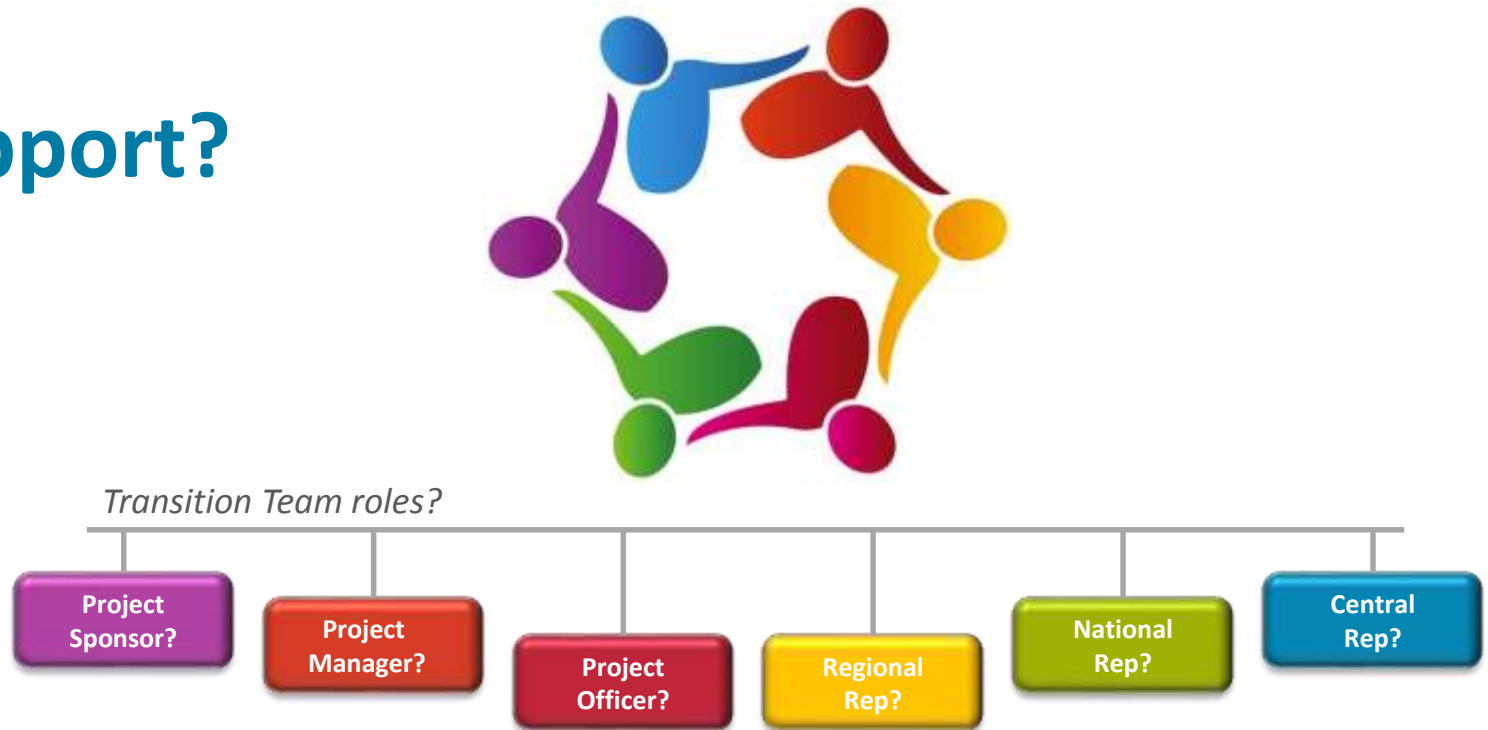 pport?
Transition Team roles?
Project
Sponsor?
Project
Manager?
Project
Officer?
Regional
Rep?
National
Rep?
Central
Rep?